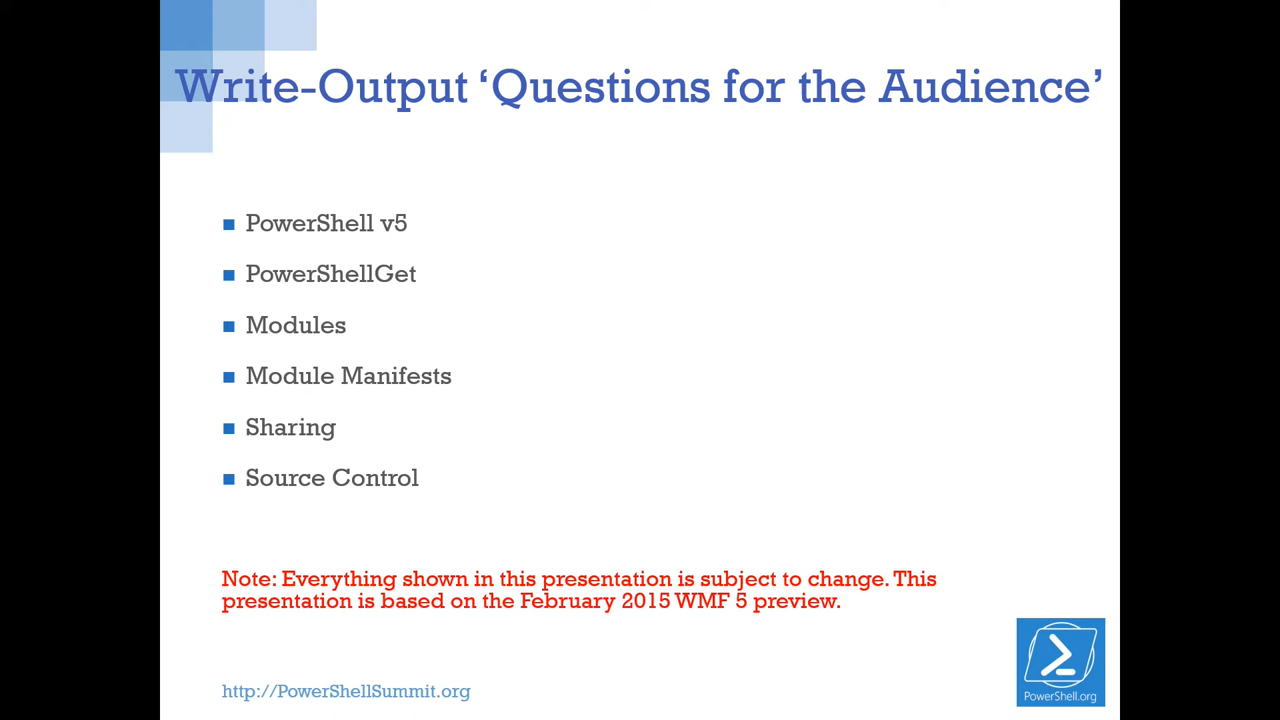 Write-Output ‘Questions for the Audience’
PowerShell v5
PowerShellGet
Modules
Module Manifests
Sharing
Source Control
Note: Everything shown in this presentation is subject to change. This
presentation is based on the February 2015 WMF 5 preview.
http://PowerShellSummit.org
PowerShell.org